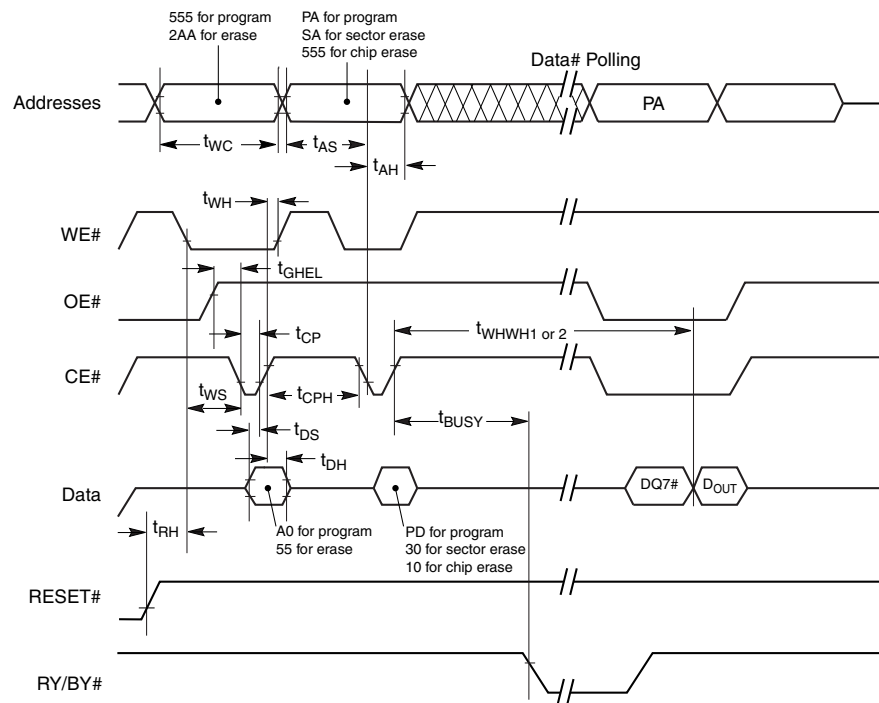 555 for program
2AA for erase
PA for program
SA for sector erase
555 for chip erase
Data# Polling
Addresses
PA
tWC
tAS
tAH
tWH
WE#
tGHEL
OE#
tCP
tWHWH1 or 2
CE#
tWS
tCPH
tBUSY
tDS
tDH
Data
DQ7#
DOUT
tRH
A0 for program
55 for erase
PD for program
30 for sector erase
10 for chip erase
RESET#
RY/BY#